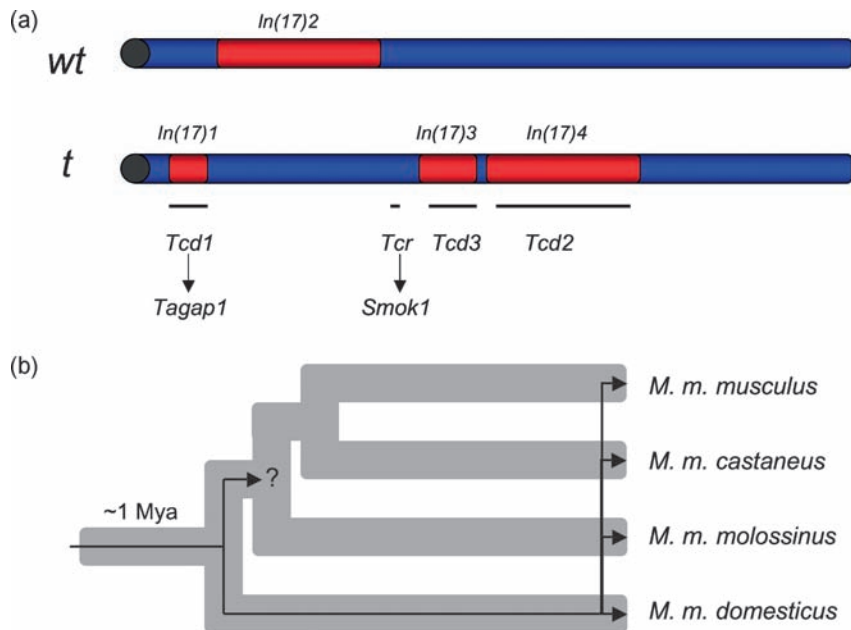 (a)
In(17)2
wt
In(17)1 In(17)3 In(17)4
t
Tcd1 Tcr Tcd3 Tcd2
Tagap1 Smok1
(b)
M. m. musculus
M. m. castaneus
?
~1 Mya
M. m. molossinus
M. m. domesticus